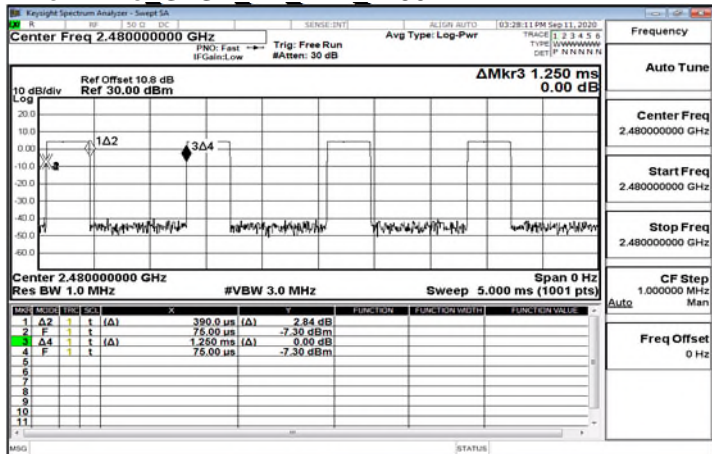 Keysight Spectrum Analyzer - Swept SA
R RF 50 Ω DC SENSE:INT ALIGN AUTO 03:28:11 PM Sep 11, 2020
Center Freq 2.480000000 GHz
PNO: Fast
IFGain:Low
Trig: Free Run
#Atten: 30 dB
Avg Type: Log-Pwr
TRACE 1 2 3 4 5 6
TYPE WWWWWW
DET P N N N N N
Ref Offset 10.8 dB
Ref 30.00 dBm
10 dB/div
Log
ΔMkr3 1.250 ms
0.00 dB
20.0
10.0
0.00
-10.0
-20.0
-30.0
-40.0
-50.0
-60.0
1Δ2
3Δ4
Center 2.480000000 GHz
Res BW 1.0 MHz
#VBW 3.0 MHz
Span 0 Hz
Sweep 5.000 ms (1001 pts)
MKR MODE TRC SCL X Y FUNCTION FUNCTION WIDTH FUNCTION VALUE
1 Δ2 1 t (Δ) 390.0 us (Δ) 2.84 dB
2 F 1 t 75.00 us -7.30 dBm
3 Δ4 1 t (Δ) 1.250 ms (Δ) 0.00 dB
4 F 1 t 75.00 us -7.30 dBm
5
6
7
8
9
10
11
MSG
STATUS
Frequency
Auto Tune
Center Freq
2.480000000 GHz
Start Freq
2.480000000 GHz
Stop Freq
2.480000000 GHz
CF Step
1.000000 MHz
Auto Man
Freq Offset
0 Hz